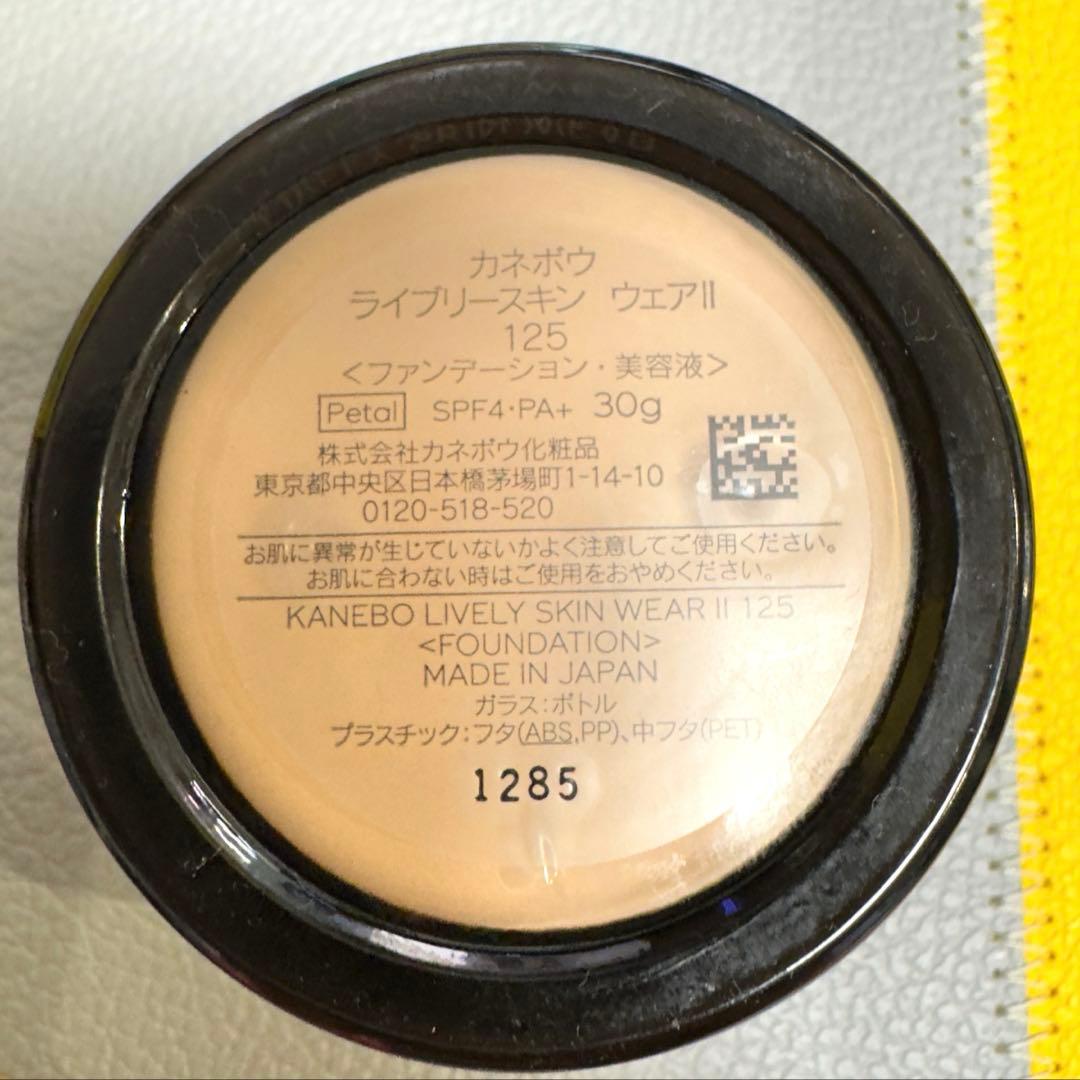 カネボウ
ライブリースキン ウェアII
125
<ファンデーション・美容液>
Petal SPF4・PA+ 30g
株式会社カネボウ化粧品
東京都中央区日本橋茅場町1-14-10
0120-518-520
お肌に異常が生じていないかよく注意してご使用ください。
お肌に合わない時はご使用をおやめください。
KANEBO LIVELY SKIN WEAR II 125
<FOUNDATION>
MADE IN JAPAN
ガラス:ボトル
プラスチック:フタ(ABS,PP)、中フタ(PET)
1285